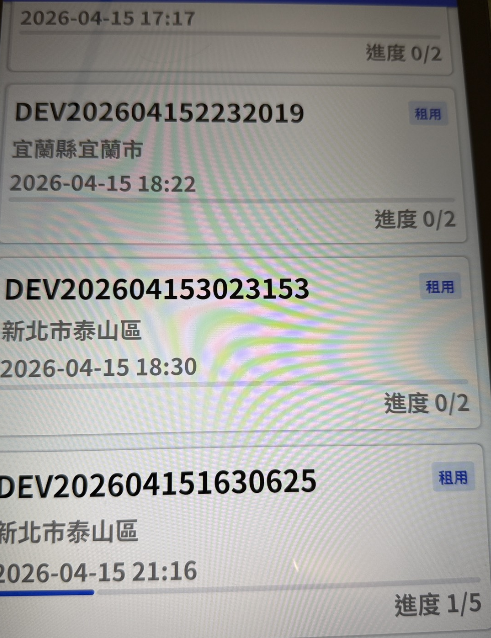 2026-04-15 17:17
進度 0/2
DEV202604152232019
租用
宜蘭縣宜蘭市
2026-04-15 18:22
進度 0/2
DEV202604153023153
租用
新北市泰山區
2026-04-15 18:30
進度 0/2
DEV202604151630625
租用
新北市泰山區
2026-04-15 21:16
進度 1/5